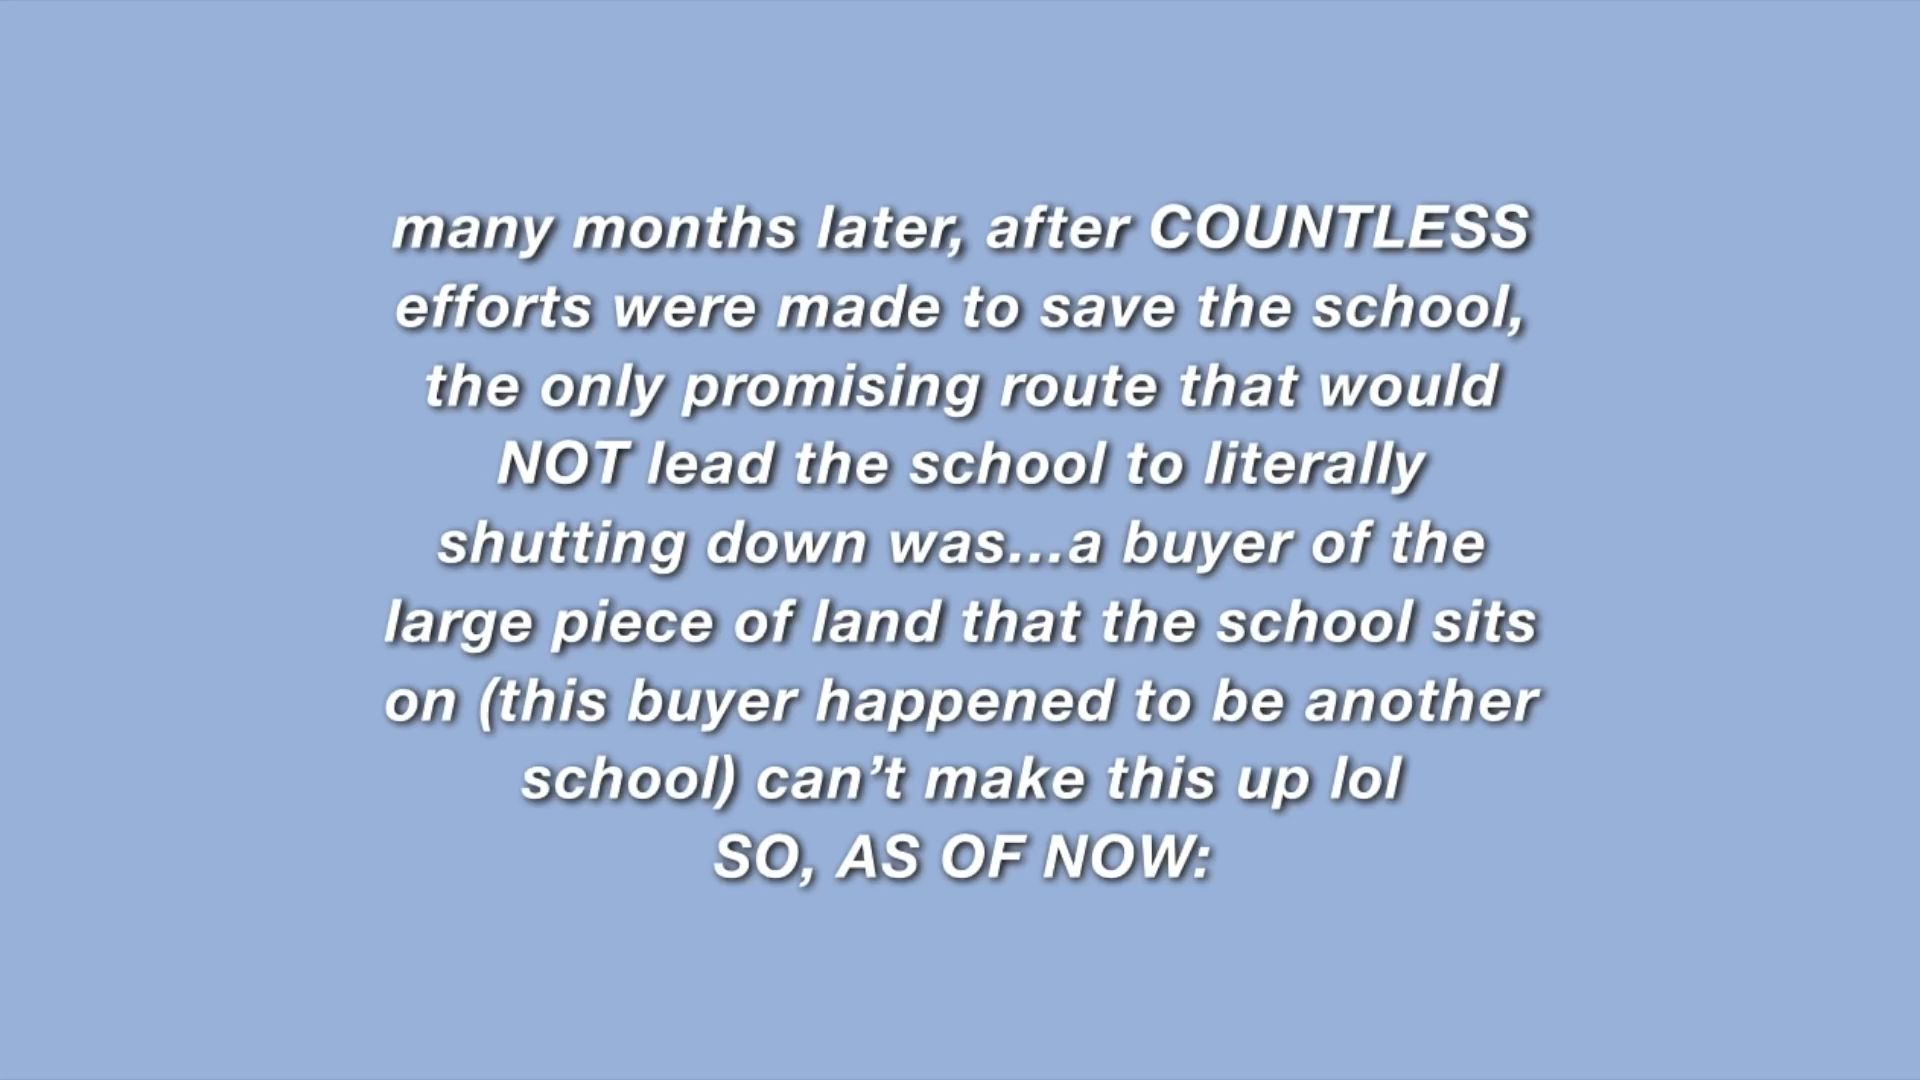 many months later, after COUNTLESS
efforts were made to save the school,
the only promising route that would
NOT lead the school to literally
shutting down was...a buyer of the
large piece of land that the school sits
on (this buyer happened to be another
school) can’t make this up lol
SO, AS OF NOW: